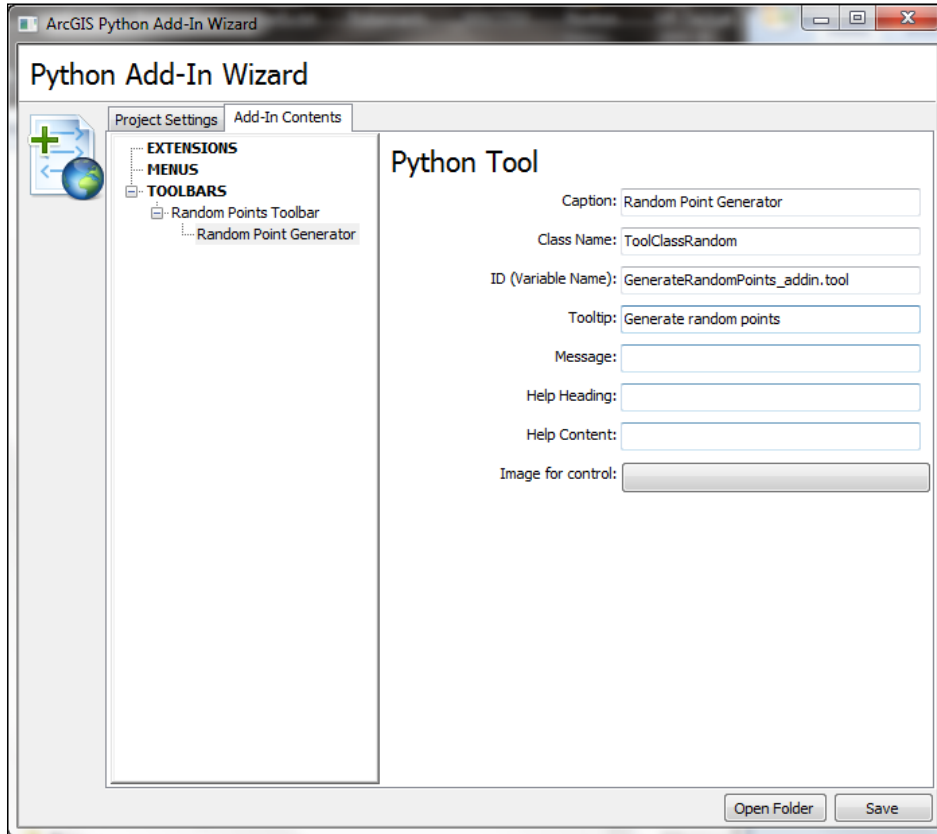 ArcGIS Python Add-In Wizard
Python Add-In Wizard
Project Settings
Add-In Contents
EXTENSIONS
MENUS
TOOLBARS
Random Points Toolbar
Random Point Generator
Python Tool
Caption: Random Point Generator
Class Name: ToolClassRandom
ID (Variable Name): GenerateRandomPoints_addin.tool
Tooltip: Generate random points
Message:
Help Heading:
Help Content:
Image for control:
Open Folder
Save